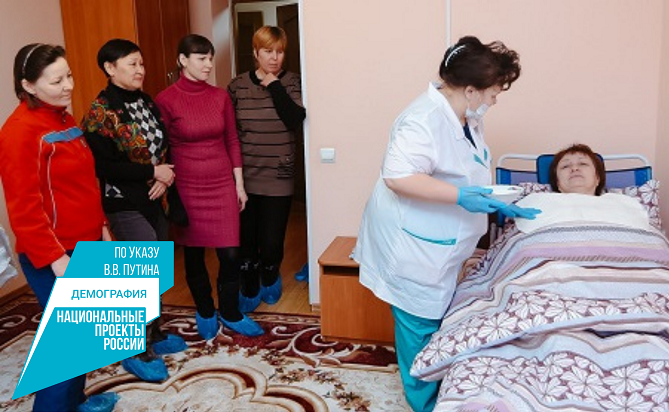 ПО УКАЗУ
В.В. ПУТИНА
ДЕМОГРАФИЯ
НАЦИОНАЛЬНЫЕ
ПРОЕКТЫ
РОССИИ